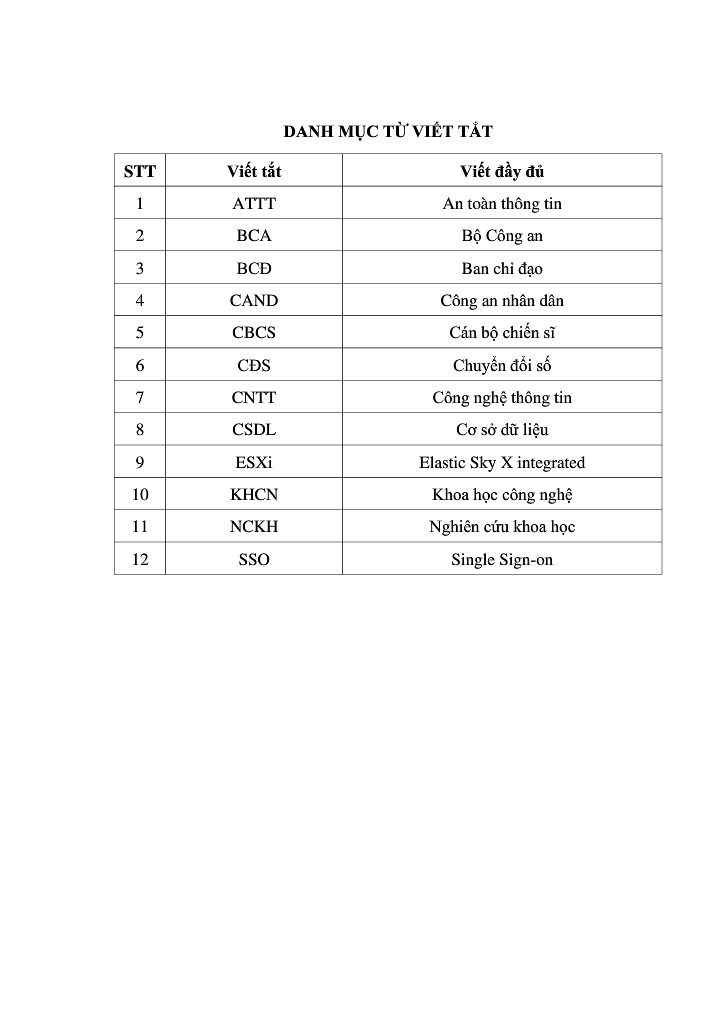 DANH MỤC TỪ VIẾT TẮT
STT Viết tắt Viết đầy đủ
1 ATTT An toàn thông tin
2 BCA Bộ Công an
3 BCĐ Ban chỉ đạo
4 CAND Công an nhân dân
5 CBCS Cán bộ chiến sĩ
6 CĐS Chuyển đổi số
7 CNTT Công nghệ thông tin
8 CSDL Cơ sở dữ liệu
9 ESXi Elastic Sky X integrated
10 KHCN Khoa học công nghệ
11 NCKH Nghiên cứu khoa học
12 SSO Single Sign-on